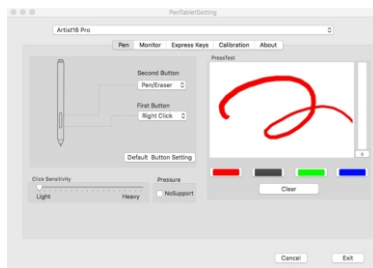 PenTabletSetting
Artist16 Pro
Pen Monitor Express Keys Calibration About
PressTest
Second Button
Pen/Eraser
First Button
Right Click
Default Button Setting
Click Sensitivity
Light Heavy
Pressure
NoSupport
Clear
Cancel Exit